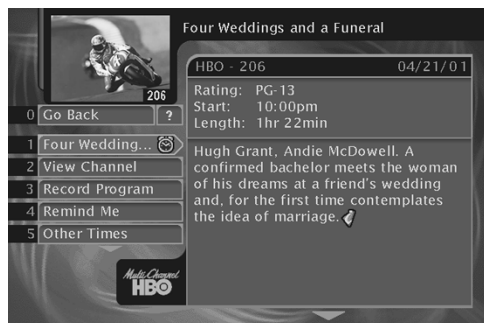 Four Weddings and a Funeral
206
HBO - 206 04/21/01
Rating: PG-13
Start: 10:00pm
Length: 1hr 22min
0 Go Back ?
1 Four Wedding...
2 View Channel
3 Record Program
4 Remind Me
5 Other Times
Hugh Grant, Andie McDowell. A
confirmed bachelor meets the woman
of his dreams at a friend's wedding
and, for the first time contemplates
the idea of marriage.
Multi Channel
HBO